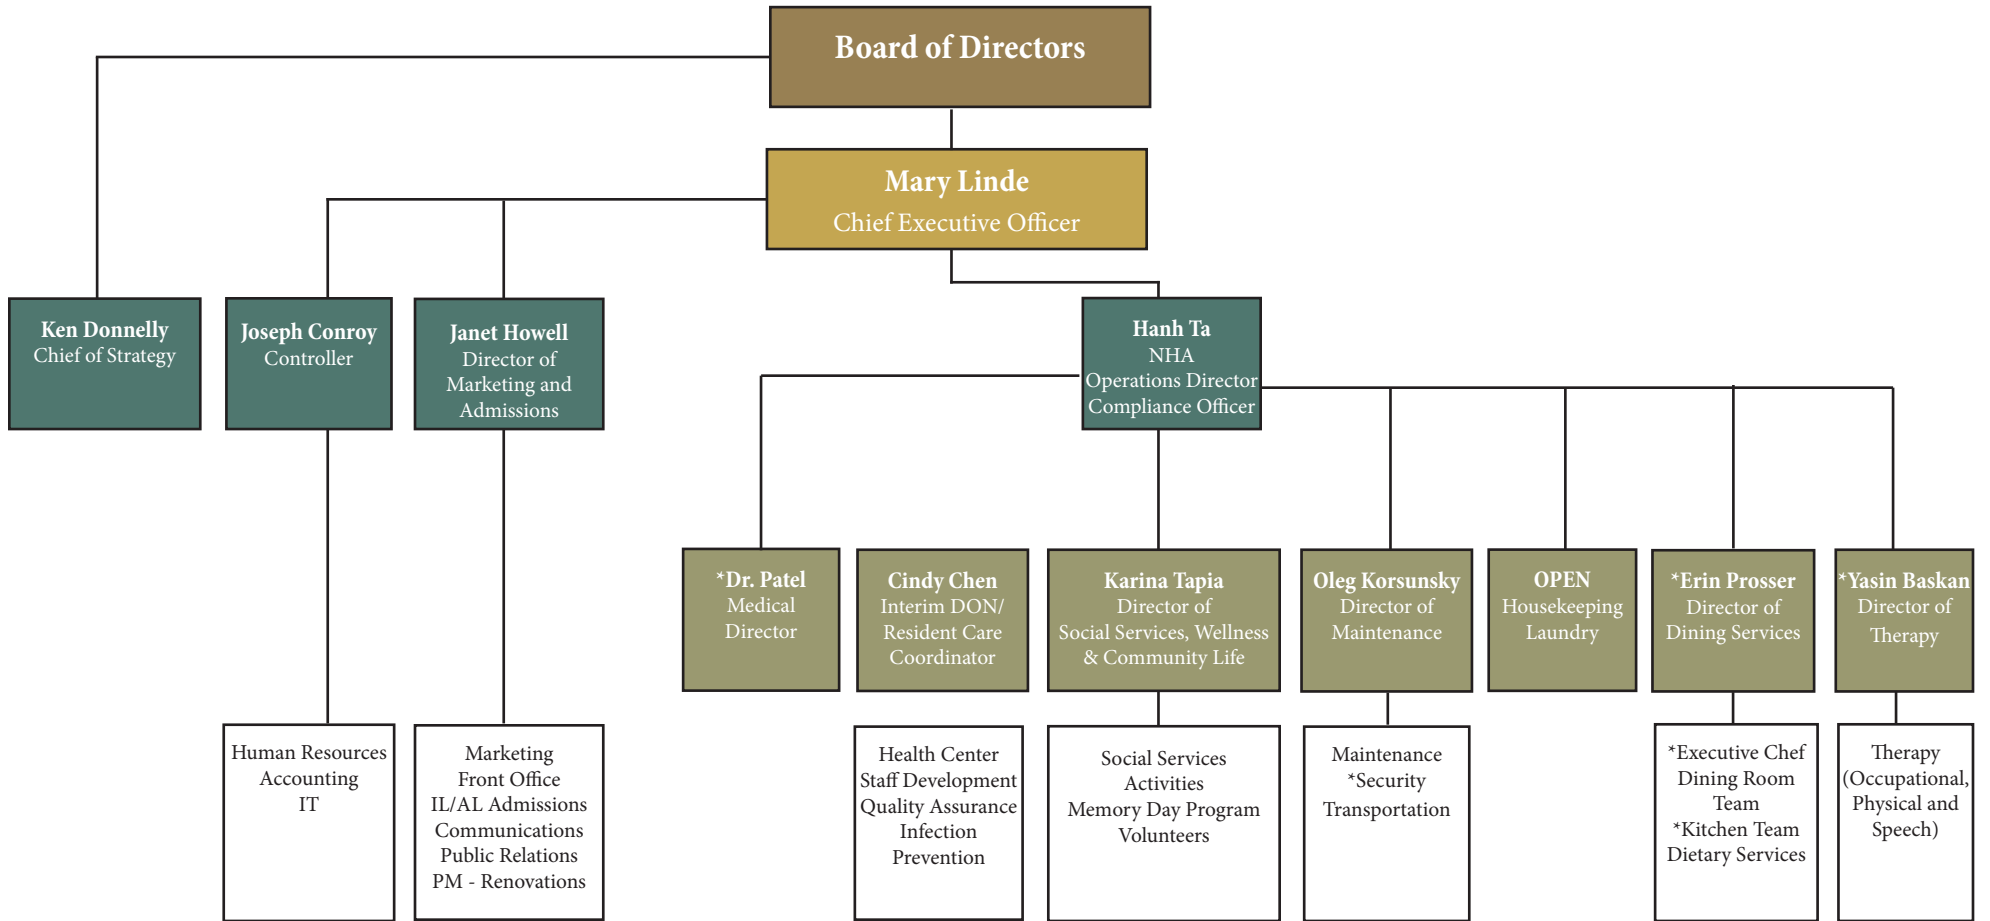 Board of Directors
Mary Linde
Chief Executive Officer
Ken Donnelly
Chief of Strategy
Joseph Conroy
Controller
Janet Howell
Director of
Marketing and
Admissions
Hanh Ta
NHA
Operations Director
Compliance Officer
*Dr. Patel
Medical
Director
Cindy Chen
Interim DON/
Resident Care
Coordinator
Karina Tapia
Director of
Social Services, Wellness
& Community Life
Oleg Korsunsky
Director of
Maintenance
OPEN
Housekeeping
Laundry
*Erin Prosser
Director of
Dining Services
*Yasin Baskan
Director of
Therapy
Human Resources
Accounting
IT
Marketing
Front Office
IL/AL Admissions
Communications
Public Relations
PM - Renovations
Health Center
Staff Development
Quality Assurance
Infection
Prevention
Social Services
Activities
Memory Day Program
Volunteers
Maintenance
*Security
Transportation
*Executive Chef
Dining Room
Team
*Kitchen Team
Dietary Services
Therapy
(Occupational,
Physical and
Speech)